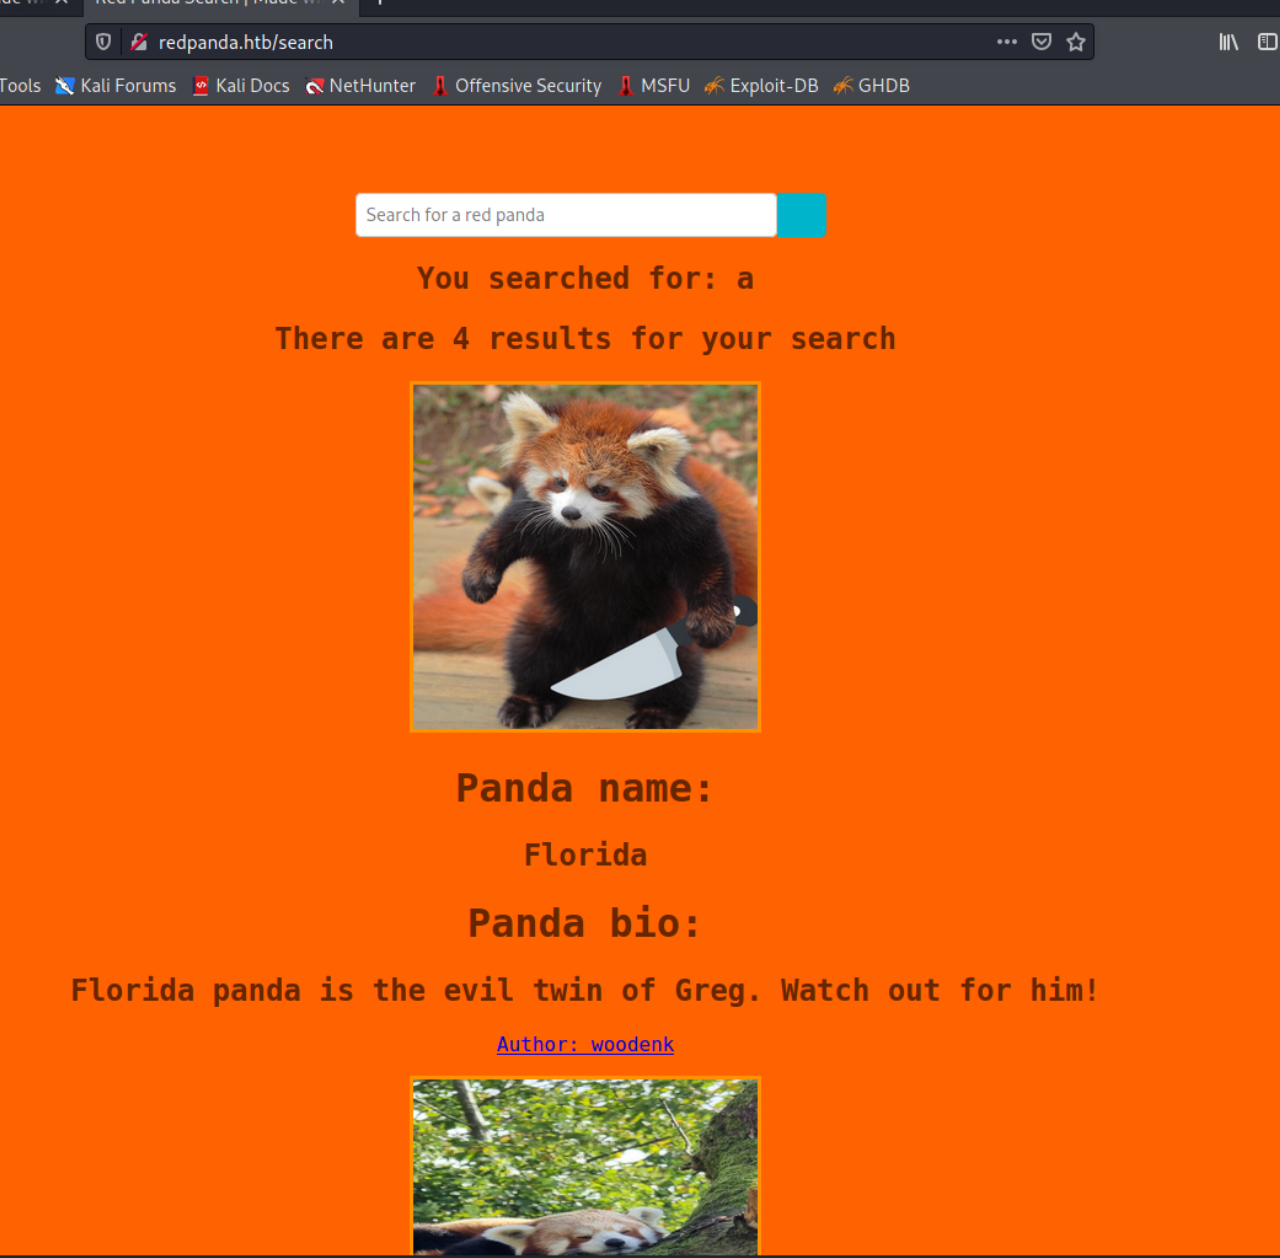 Red Panda Search | Made w
redpanda.htb/search
Tools Kali Forums Kali Docs NetHunter Offensive Security MSFU Exploit-DB GHDB
Search for a red panda
You searched for: a
There are 4 results for your search
Panda name:
Florida
Panda bio:
Florida panda is the evil twin of Greg. Watch out for him!
Author: woodenk